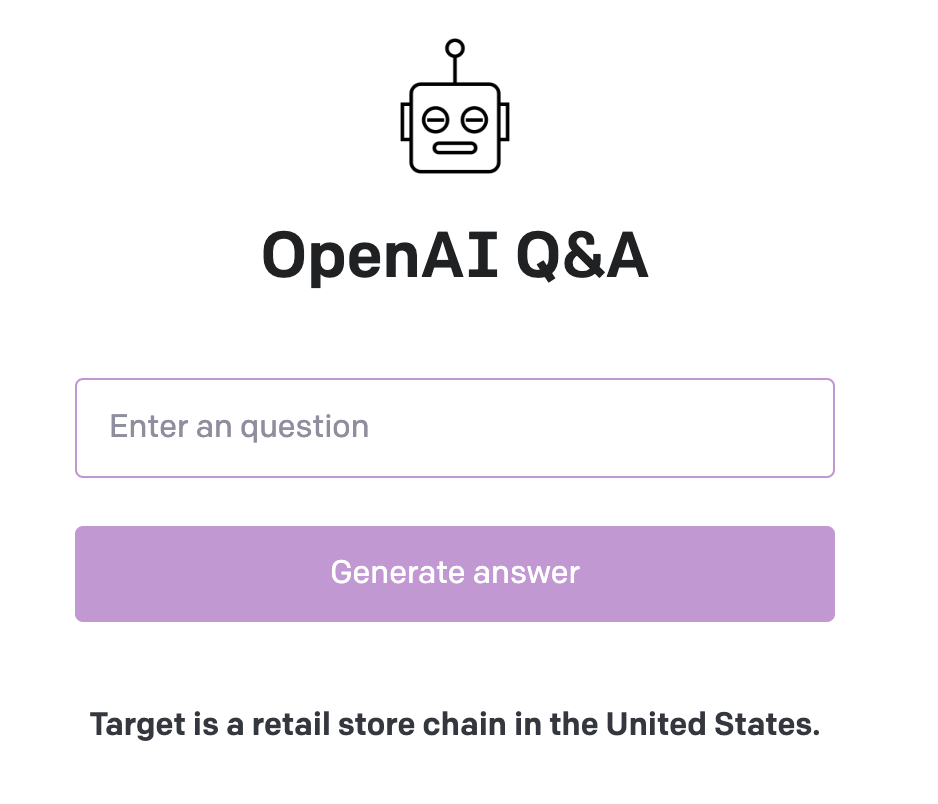 OpenAI Q&A
Enter an question
Generate answer
Target is a retail store chain in the United States.